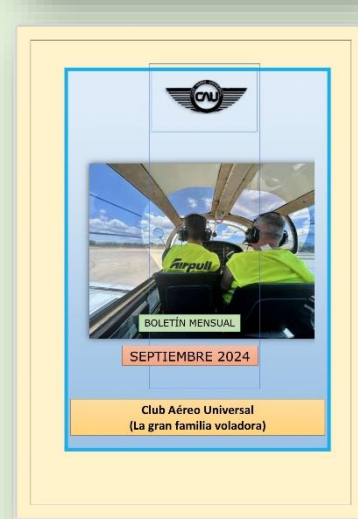 CAU
Airpull
BOLETÍN MENSUAL
SEPTIEMBRE 2024
Club Aéreo Universal
(La gran familia voladora)